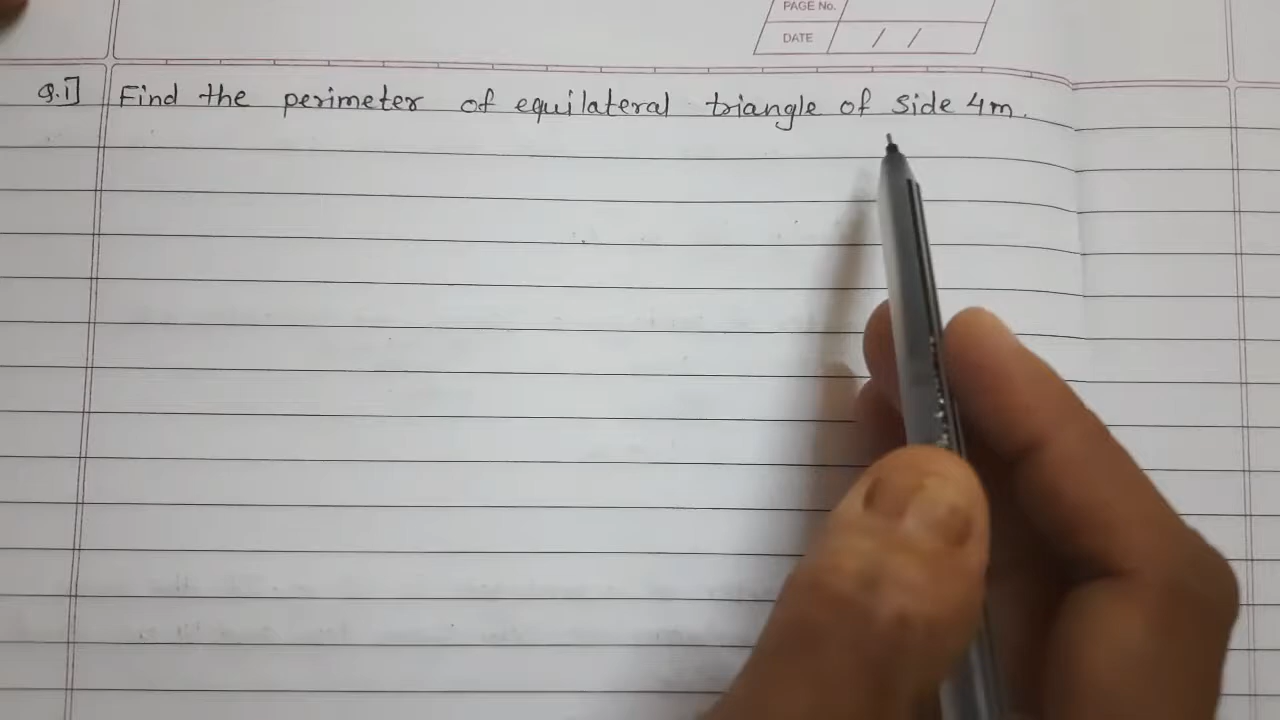 PAGE No.
DATE / /
Q.1] Find the perimeter of equilateral triangle of side 4m.